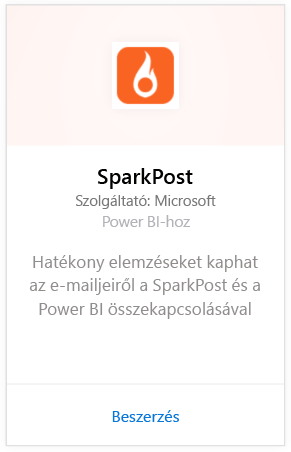 SparkPost
Szolgáltató: Microsoft
Power BI-hoz
Hatékony elemzéseket kaphat
az e-mailjeiről a SparkPost és a
Power BI összekapcsolásával
Beszerzés